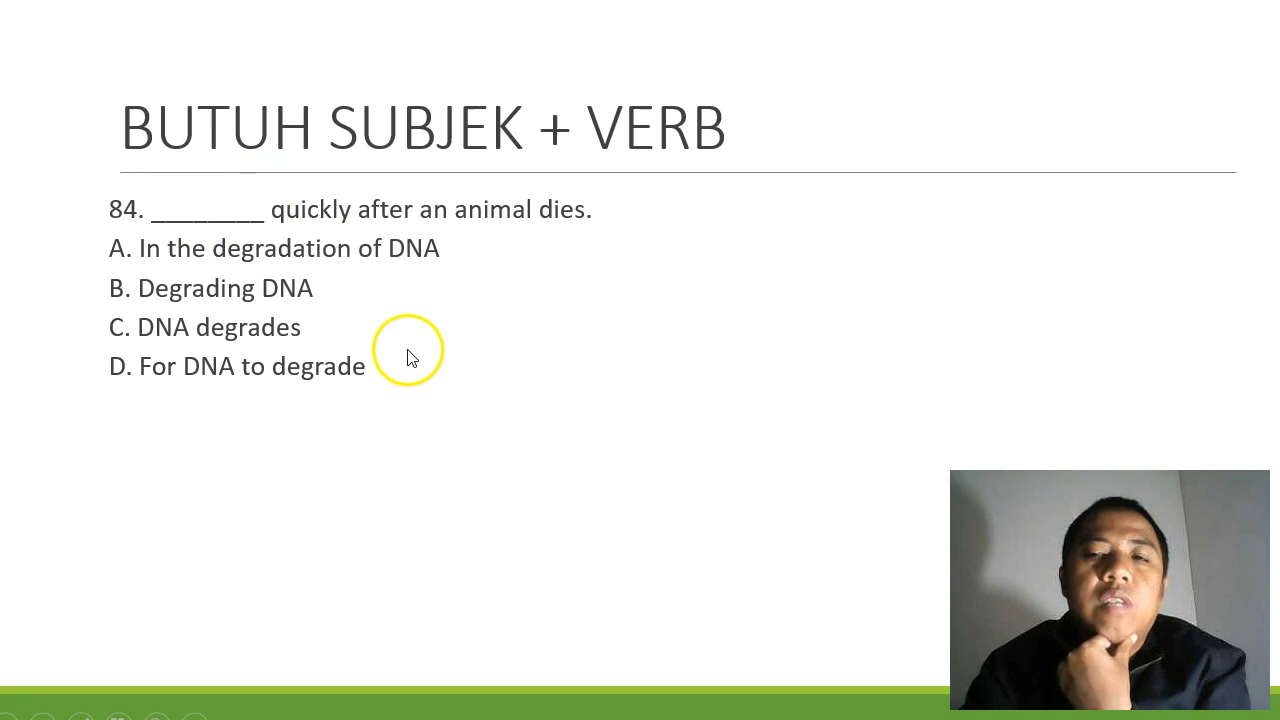 BUTUH SUBJEK + VERB
84. ________ quickly after an animal dies.
A. In the degradation of DNA
B. Degrading DNA
C. DNA degrades
D. For DNA to degrade